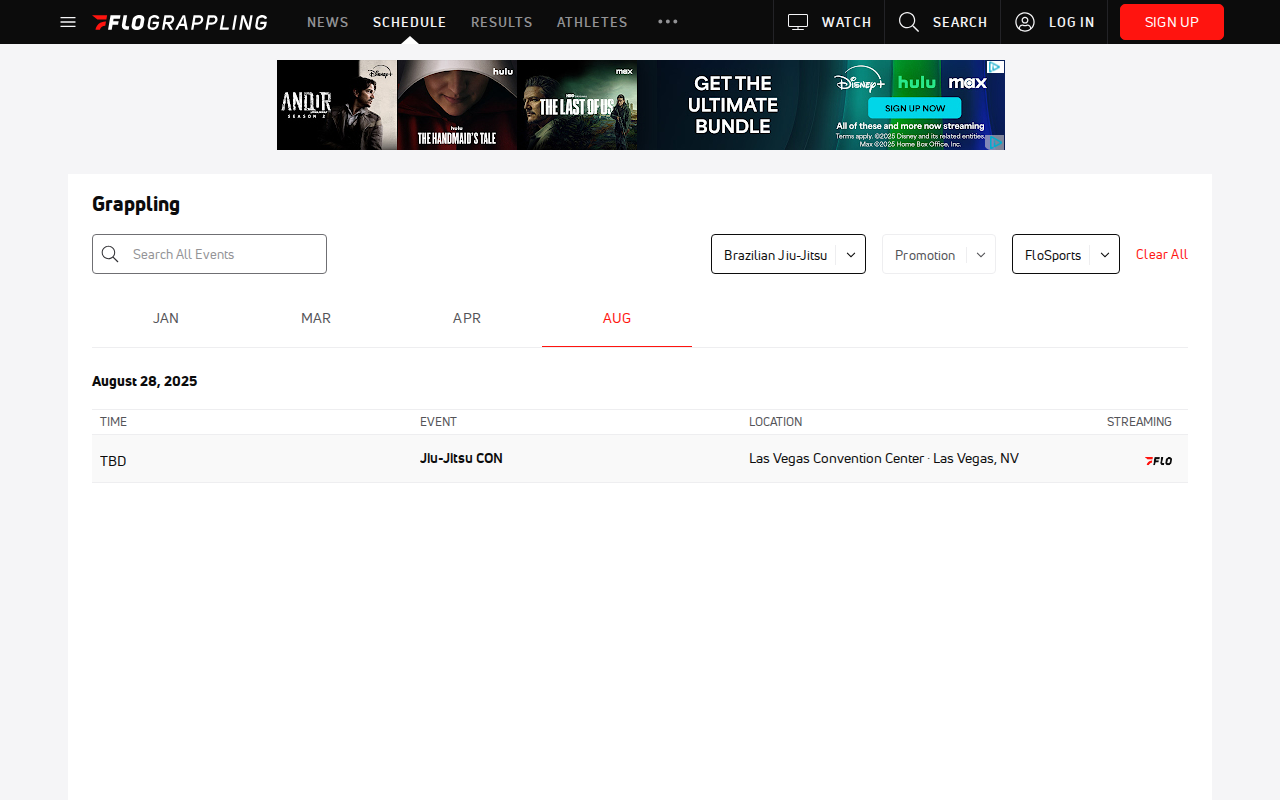 FLOGRAPPLING NEWS SCHEDULE RESULTS ATHLETES ••• WATCH SEARCH LOG IN SIGN UP
Disney+
ANDOR
SEASON 2
hulu
hulu
THE HANDMAID'S TALE
max
THE LAST OF US
GET THE
ULTIMATE
BUNDLE
Disney+ hulu max
SIGN UP NOW
All of these and more now streaming
Terms apply. ©2025 Disney and its related entities.
Max ©2025 Home Box Office, Inc.
Grappling
Search All Events Brazilian Jiu-Jitsu Promotion FloSports Clear All
JAN MAR APR AUG
August 28, 2025
TIME EVENT LOCATION STREAMING
TBD Jiu-Jitsu CON Las Vegas Convention Center · Las Vegas, NV FLO